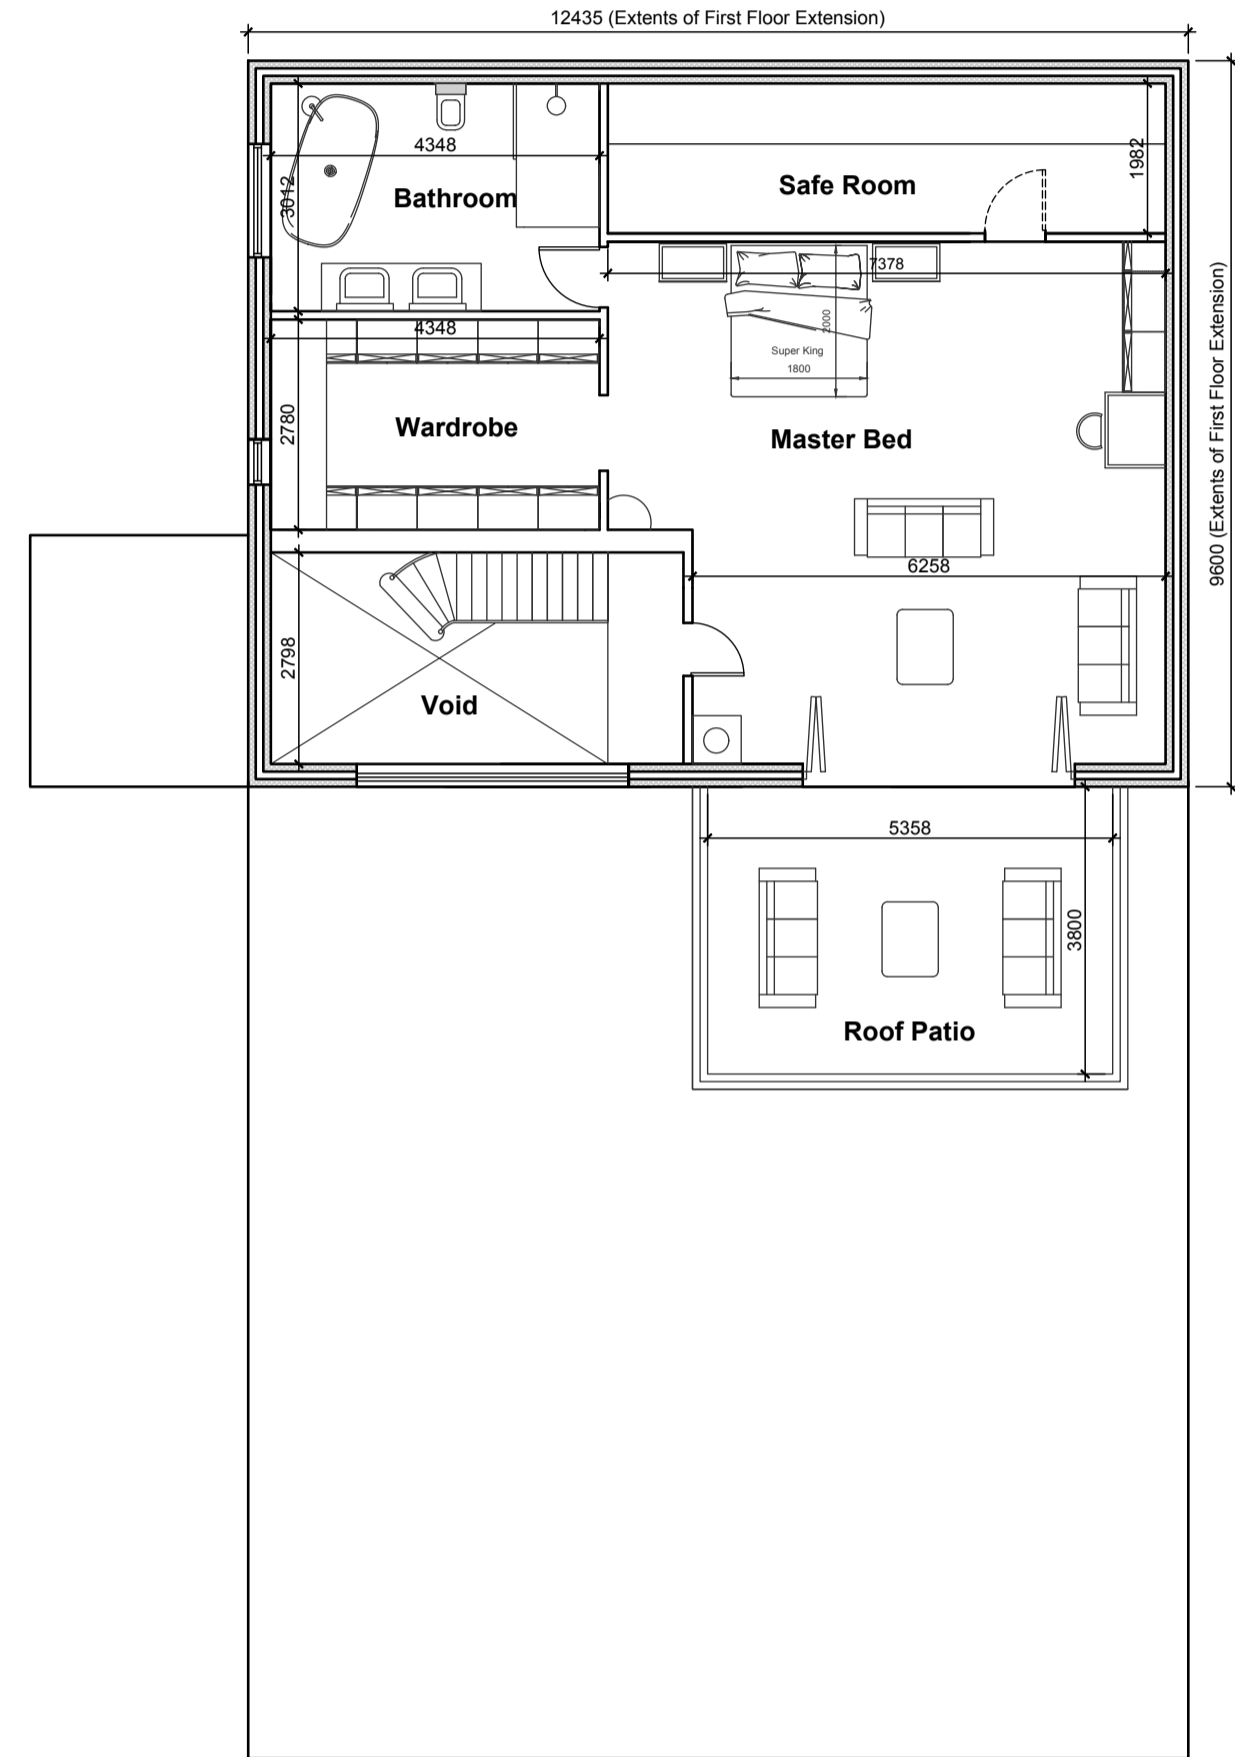 12435 (Extents of First Floor Extension)
4348
1982
3012
Bathroom
Safe Room
7378
9600 (Extents of First Floor Extension)
4348
2000
Super King
1800
2780
Wardrobe
Master Bed
6258
2798
Void
5358
3800
Roof Patio